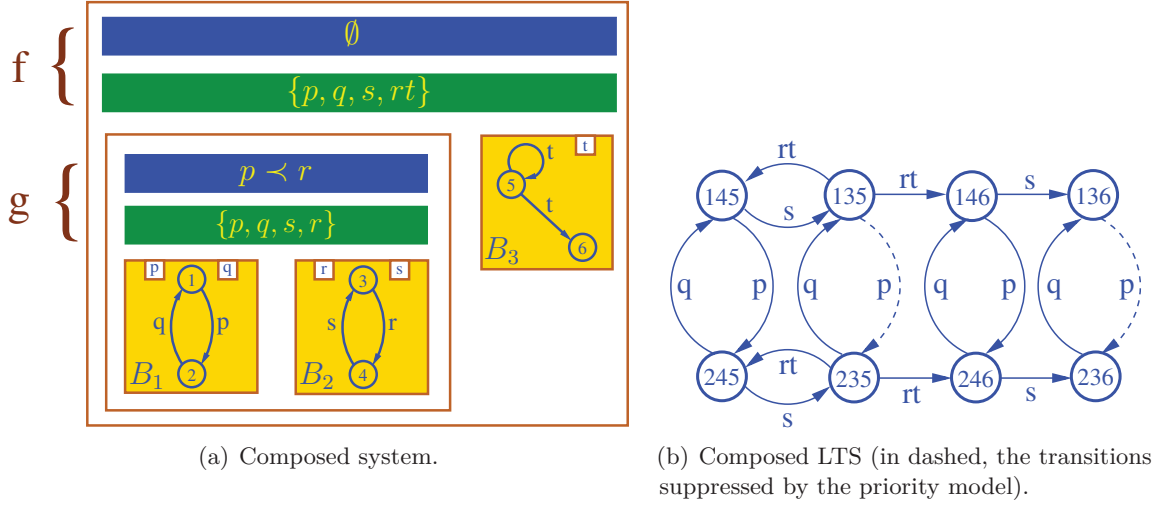 f {
∅
{p, q, s, rt}
g {
p ≺ r
{p, q, s, r}
t
t
5
t
6
B₃
p
q
1
q
p
2
B₁
r
s
3
s
r
4
B₂
(a) Composed system.
rt
145
135
rt
146
s
136
s
q
p
q
p
q
p
q
p
245
rt
235
rt
246
s
236
s
(b) Composed LTS (in dashed, the transitions
suppressed by the priority model).